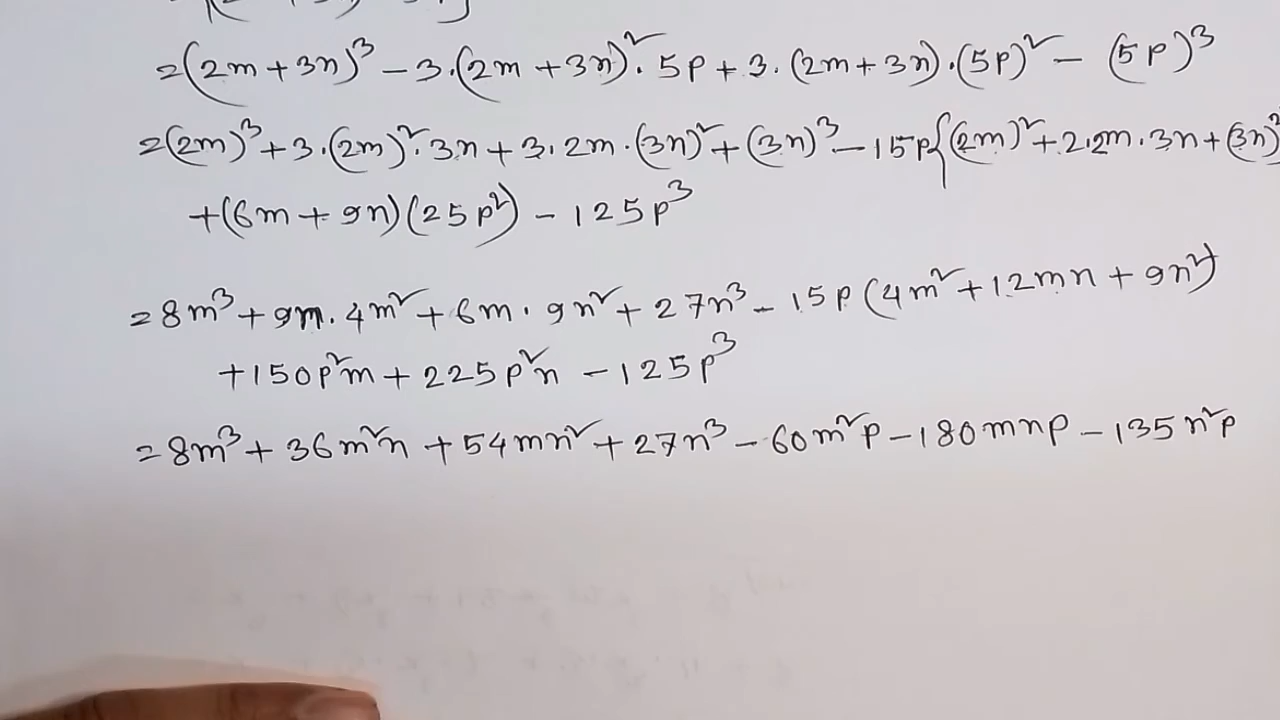 =(2m+3n)³ – 3.(2m+3n)². 5p + 3. (2m+3n).(5p)² – (5p)³
=(2m)³+3.(2m)².3n+3.2m.(3n)²+(3n)³–15p{(2m)²+2.2m.3n+(3n)²
+(6m+9n)(25p²) – 125p³
=8m³+9n.4m²+6m.9n²+27n³–15p(4m²+12mn+9n²)
+150p²m+225p²n–125p³
=8m³+36m²n+54mn²+27n³–60m²p–180mnp–135n²p